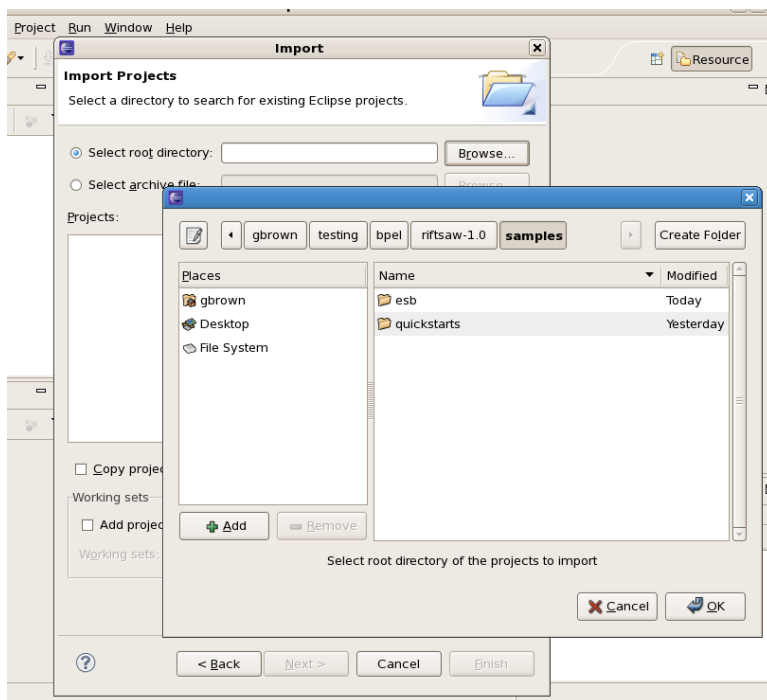 Project Run Window Help
Import
Resource
Import Projects
Select a directory to search for existing Eclipse projects.
Select root directory:
Browse...
Select archive file:
Browse...
Projects:
gbrown
testing
bpel
riftsaw-1.0
samples
Create Folder
Places
Name
Modified
gbrown
esb
Today
Desktop
quickstarts
Yesterday
File System
Copy projec
Working sets
Add projec
Working sets:
Add
Remove
Select root directory of the projects to import
Cancel
OK
?
< Back
Next >
Cancel
Finish